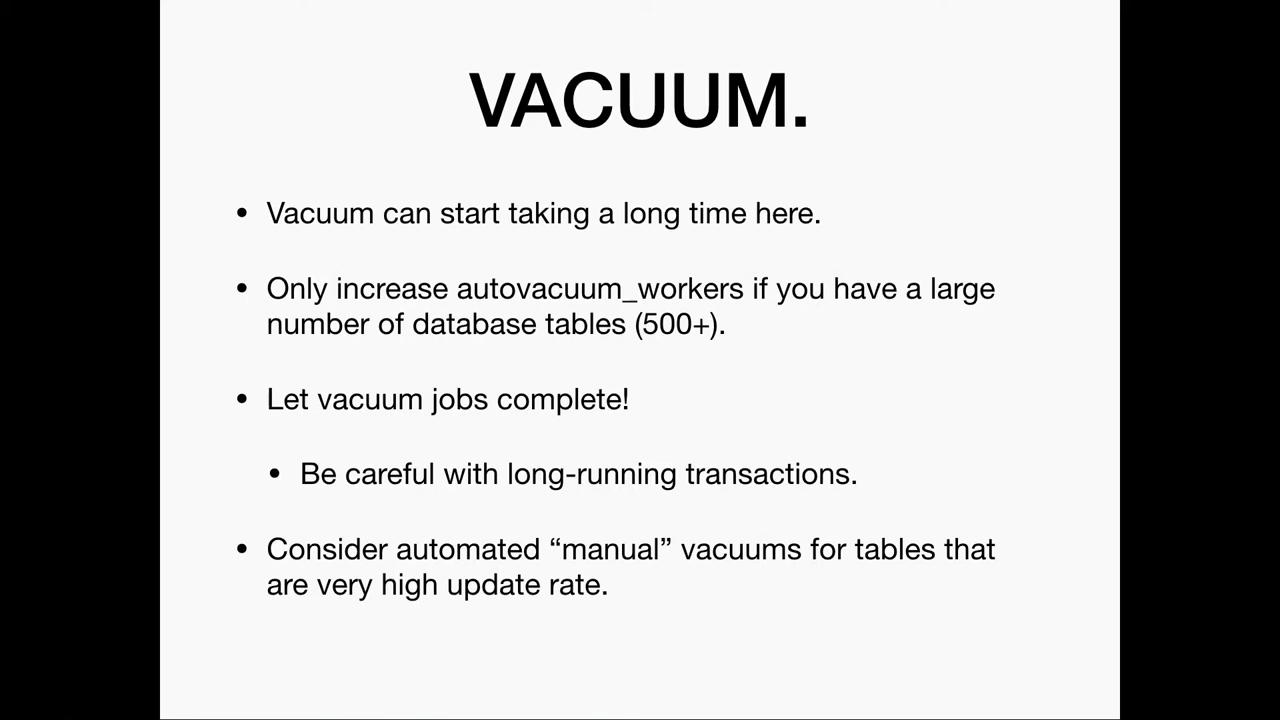 VACUUM.
• Vacuum can start taking a long time here.
• Only increase autovacuum_workers if you have a large
number of database tables (500+).
• Let vacuum jobs complete!
• Be careful with long-running transactions.
• Consider automated “manual” vacuums for tables that
are very high update rate.